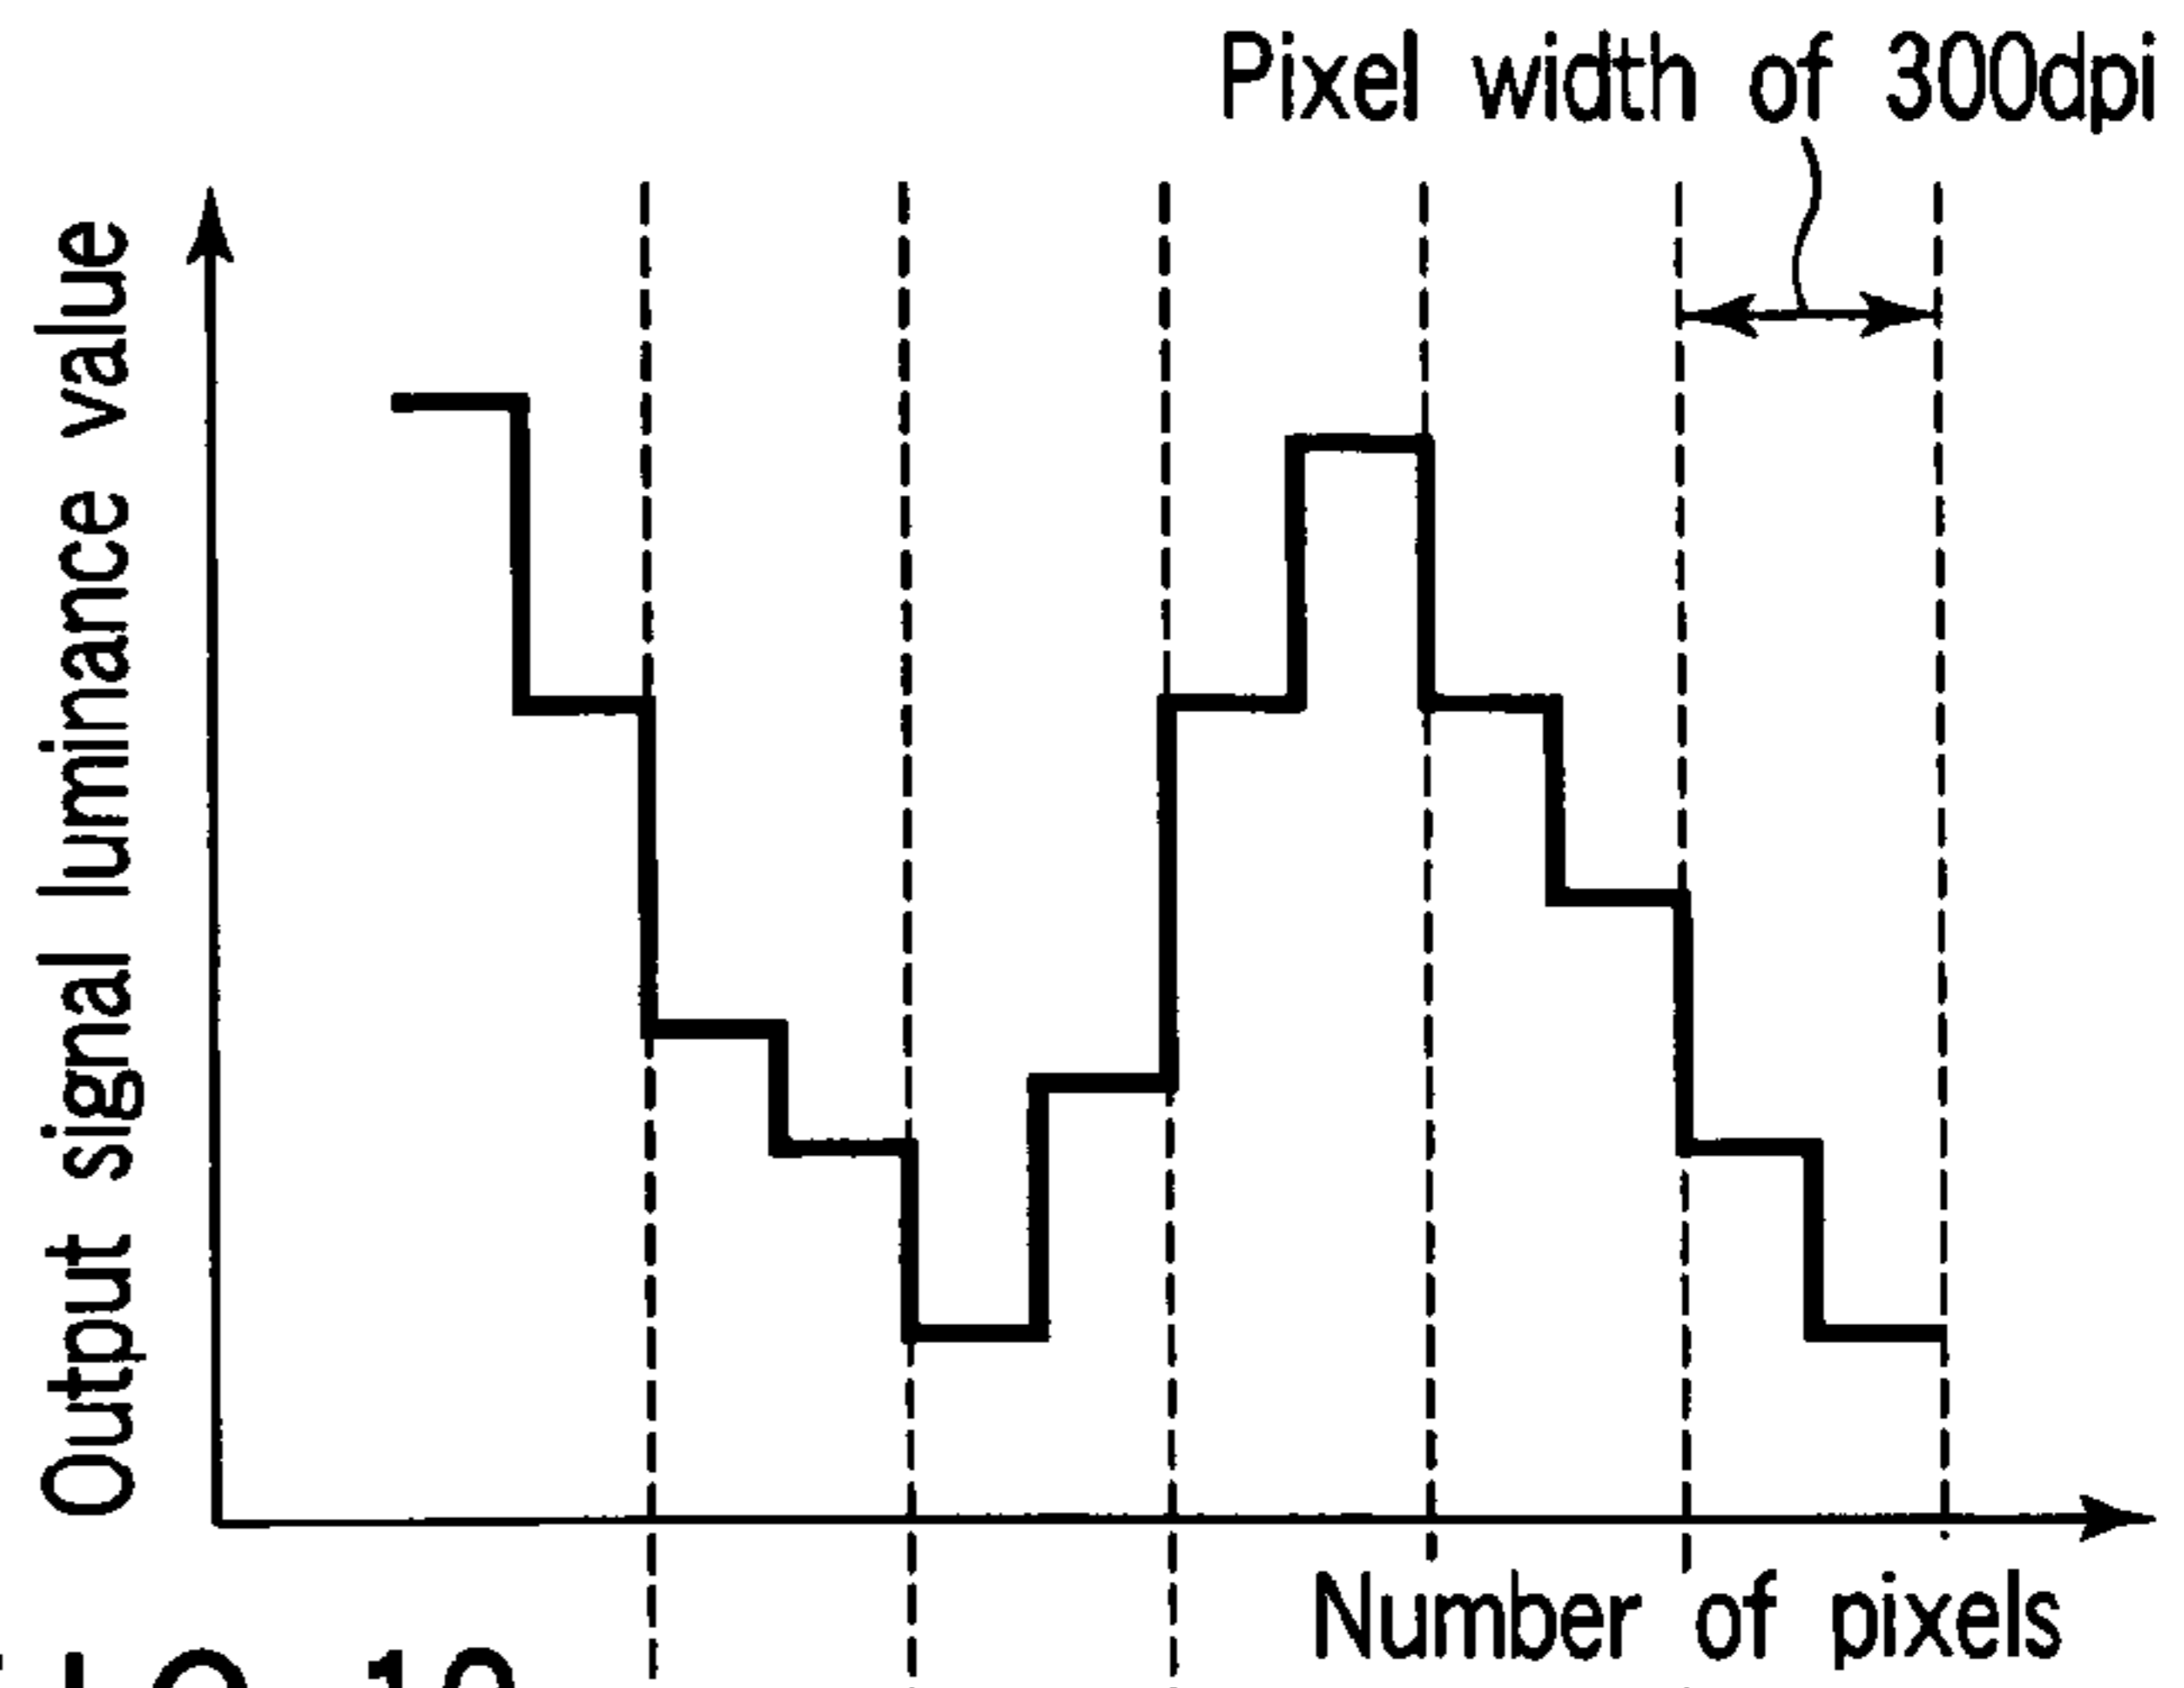 Pixel width of 300dpi
Output signal luminance value
Number of pixels